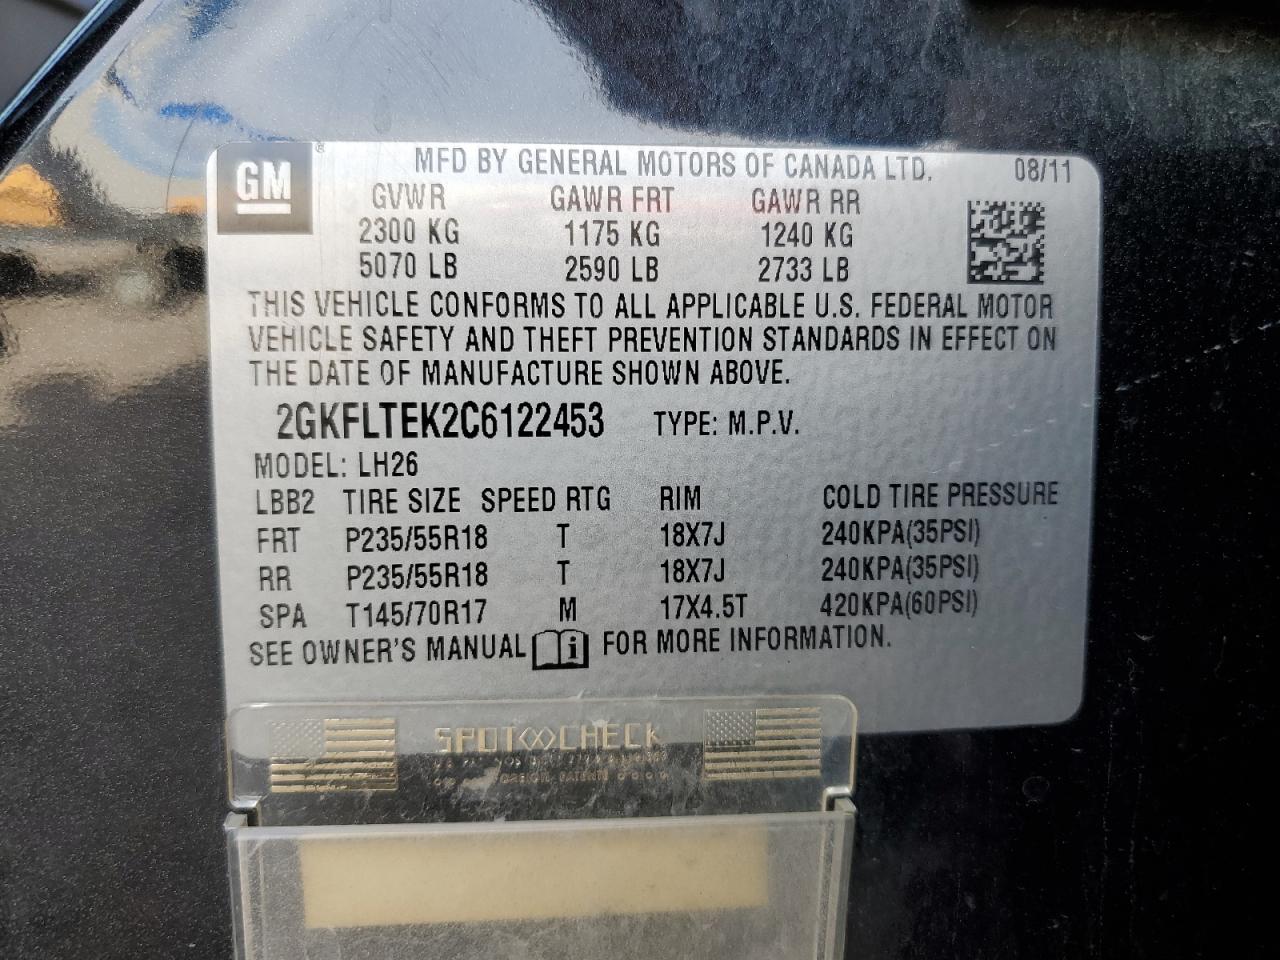 GM
MFD BY GENERAL MOTORS OF CANADA LTD. 08/11
GVWR GAWR FRT GAWR RR
2300 KG 1175 KG 1240 KG
5070 LB 2590 LB 2733 LB
THIS VEHICLE CONFORMS TO ALL APPLICABLE U.S. FEDERAL MOTOR
VEHICLE SAFETY AND THEFT PREVENTION STANDARDS IN EFFECT ON
THE DATE OF MANUFACTURE SHOWN ABOVE.
2GKFLTEK2C6122453 TYPE: M.P.V.
MODEL: LH26
LBB2 TIRE SIZE SPEED RTG RIM COLD TIRE PRESSURE
FRT P235/55R18 T 18X7J 240KPA(35PSI)
RR P235/55R18 T 18X7J 240KPA(35PSI)
SPA T145/70R17 M 17X4.5T 420KPA(60PSI)
SEE OWNER'S MANUAL i FOR MORE INFORMATION.
SPOT CHECK
FOREIGN PATENTS